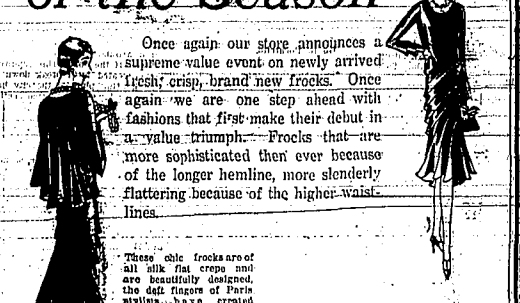 of the Season
Once again our store announces a
supreme value event on newly arrived
fresh, crisp, brand new frocks. Once
again we are one step ahead with
fashions that first make their debut in
a value triumph. Frocks that are
more sophisticated then ever because
of the longer hemline, more slenderly
flattering because of the higher waist-
lines.
These chic frocks are of
all silk flat crepe and
are beautifully designed,
the deft fingers of Paris
stylists have created